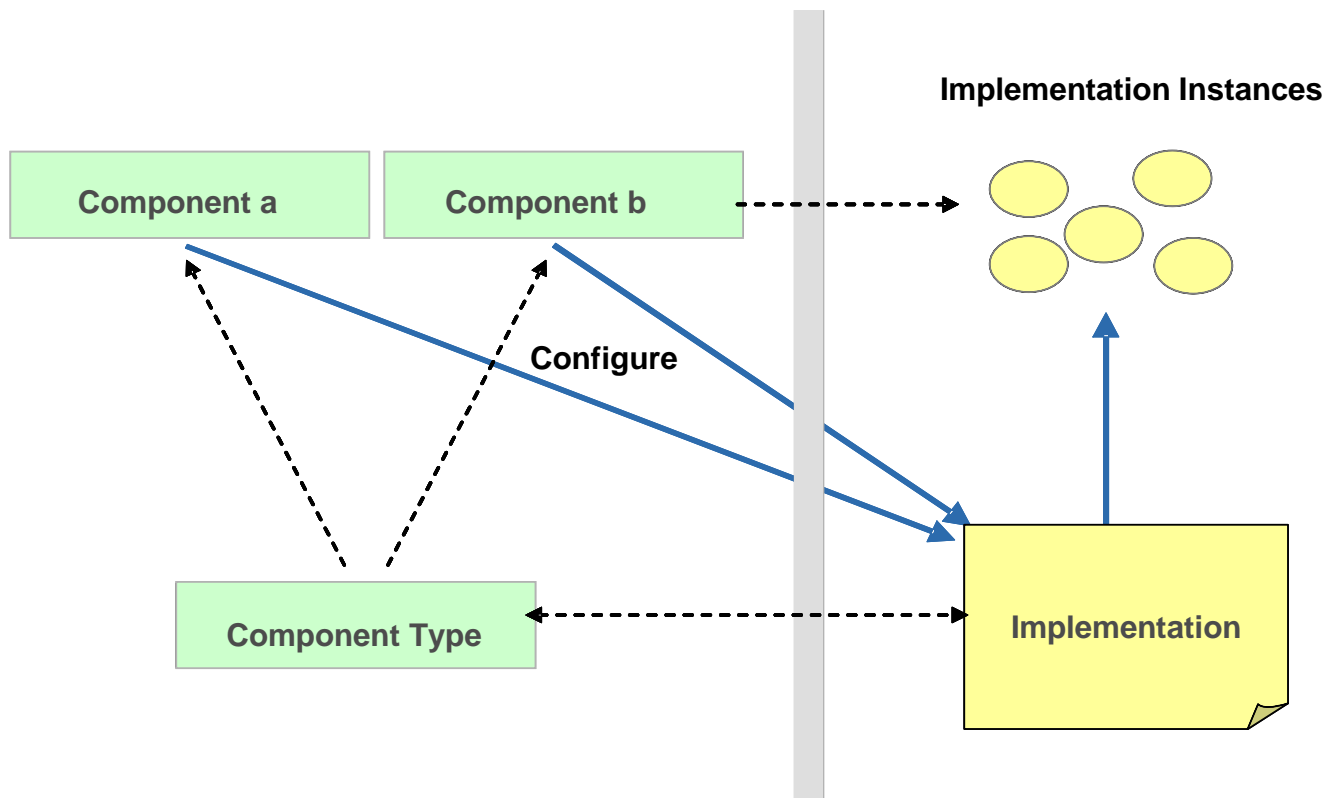 Implementation Instances
Component a
Component b
Configure
Component Type
Implementation